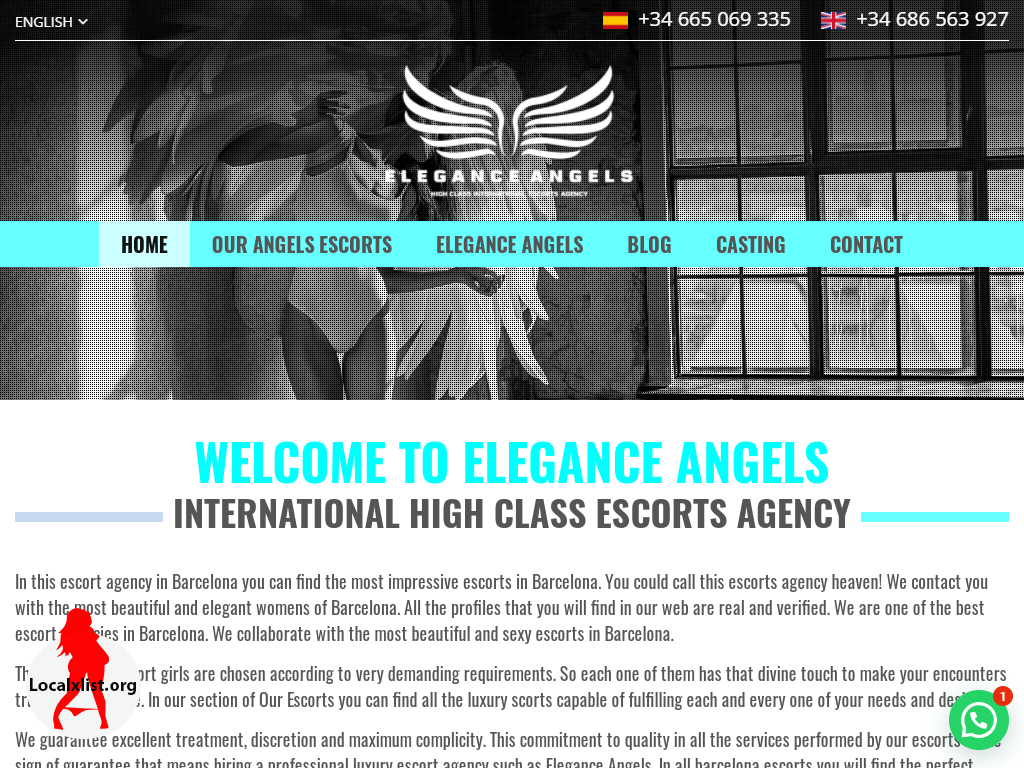 ENGLISH
+34 665 069 335
+34 686 563 927
ELEGANCE ANGELS
HIGH CLASS INTERNATIONAL ESCORTS AGENCY
HOME
OUR ANGELS ESCORTS
ELEGANCE ANGELS
BLOG
CASTING
CONTACT
WELCOME TO ELEGANCE ANGELS
INTERNATIONAL HIGH CLASS ESCORTS AGENCY
In this escort agency in Barcelona you can find the most impressive escorts in Barcelona. You could call this escorts agency heaven! We contact you
with the most beautiful and elegant womens of Barcelona. All the profiles that you will find in our web are real and verified. We are one of the best
escort in Barcelona. We collaborate with the most beautiful and sexy escorts in Barcelona.
girls are chosen according to very demanding requirements. So each one of them has that divine touch to make your encounters
In our section of Our Escorts you can find all the luxury scorts capable of fulfilling each and every one of your needs and
We guarantee excellent treatment, discretion and maximum complicity. This commitment to quality in all the services performed by our escorts
sign of guarantee that means hiring a professional luxury escort agency such as Elegance Angels. In all barcelona escorts you will find the perfect
Localxlist.org
1